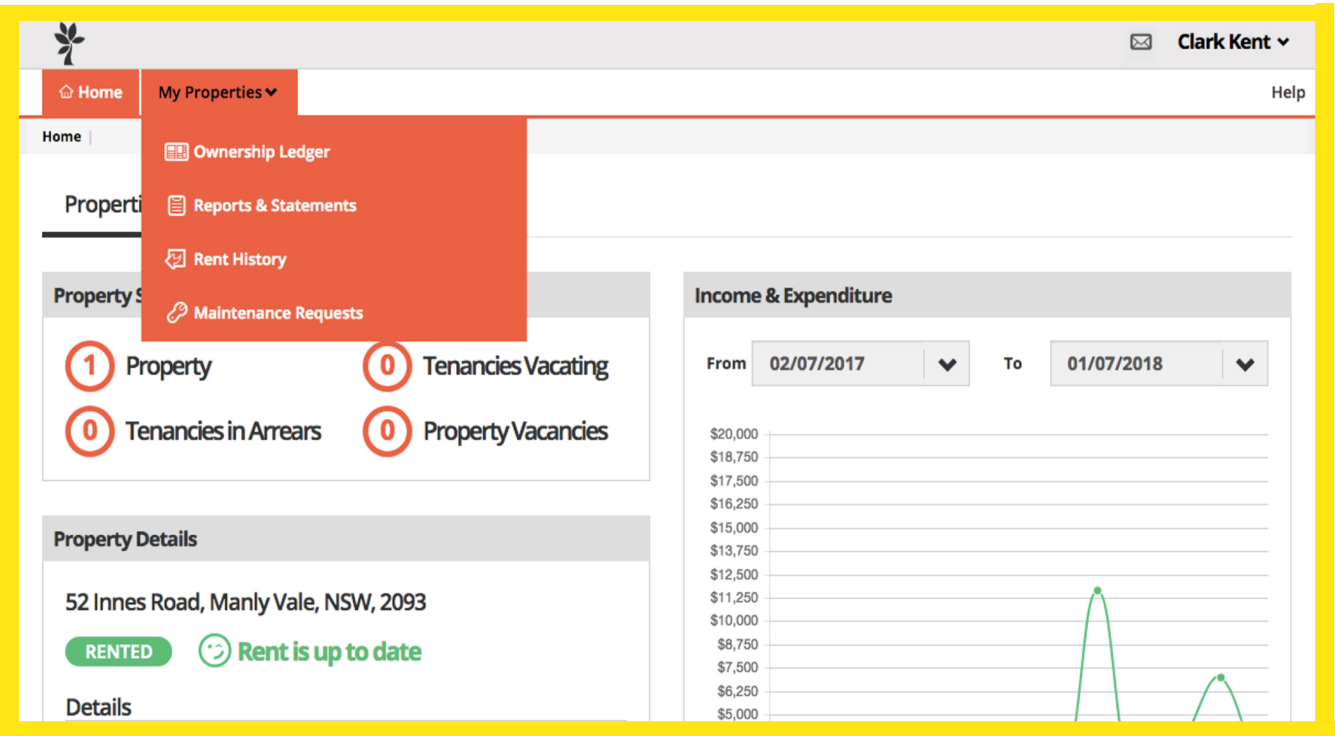 Clark Kent
Home
My Properties
Help
Home |
Ownership Ledger
Reports & Statements
Rent History
Maintenance Requests
Properti
Property S
1 Property
0 Tenancies Vacating
0 Tenancies in Arrears
0 Property Vacancies
Property Details
52 Innes Road, Manly Vale, NSW, 2093
RENTED
Rent is up to date
Details
Income & Expenditure
From 02/07/2017 To 01/07/2018
$20,000
$18,750
$17,500
$16,250
$15,000
$13,750
$12,500
$11,250
$10,000
$8,750
$7,500
$6,250
$5,000